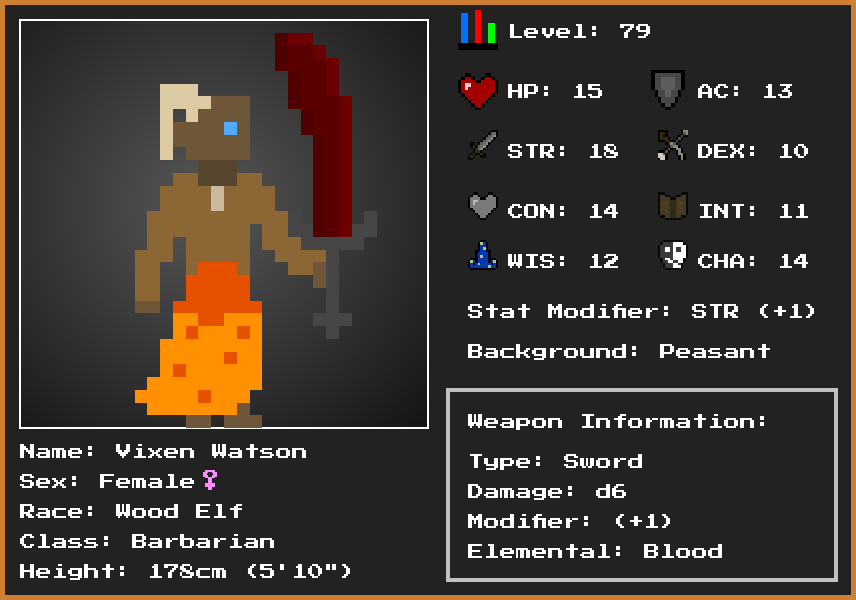 Level: 79
HP: 15
AC: 13
STR: 18
DEX: 10
CON: 14
INT: 11
WIS: 12
CHA: 14
Stat Modifier: STR (+1)
Background: Peasant
Weapon Information:
Type: Sword
Damage: d6
Modifier: (+1)
Elemental: Blood
Name: Vixen Watson
Sex: Female♀
Race: Wood Elf
Class: Barbarian
Height: 178cm (5'10")